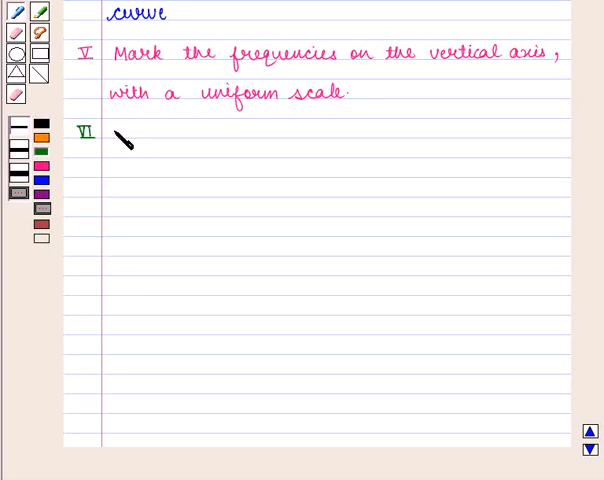 curve
V Mark the frequencies on the vertical axis,
with a uniform scale.
VI